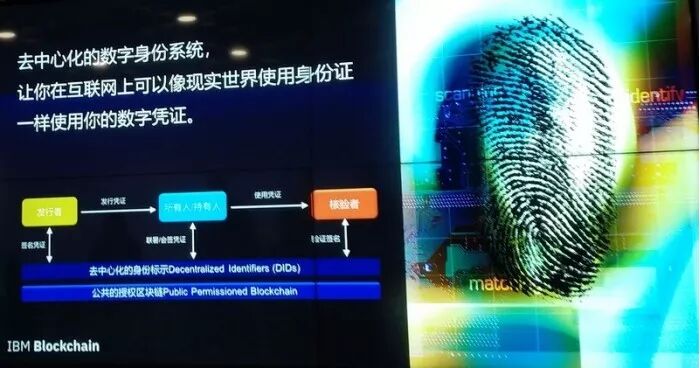 去中心化的数字身份系统，
让你在互联网上可以像现实世界使用身份证
一样使用你的数字凭证。
发行者
发行凭证
所有人/持有人
使用凭证
核验者
签名凭证
联署/会签凭证
验证签名
去中心化的身份标示Decentralized Identifiers (DIDs)
公共的授权区块链Public Permissioned Blockchain
IBM Blockchain
scan
identify
match